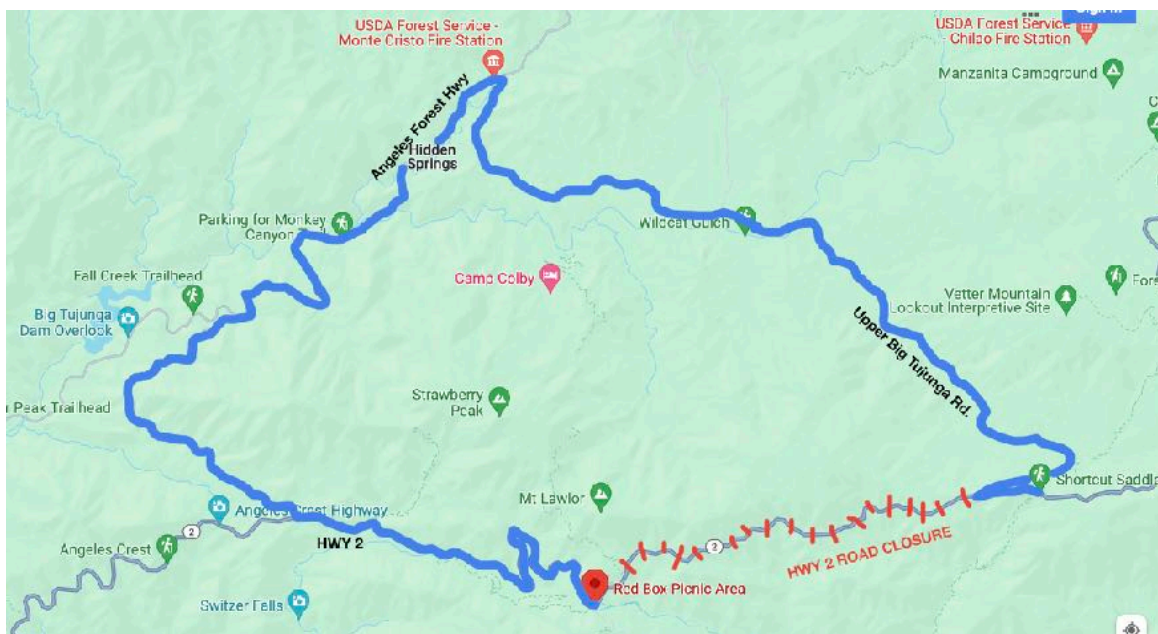 USDA Forest Service -
Monte Cristo Fire Station
Sign in
USDA Forest Service
Chilao Fire Station
Manzanita Campground
Angeles Forest Hwy
Hidden
Springs
Parking for Monkey
Canyon
Wildcat Gulch
Fall Creek Trailhead
Camp Colby
Big Tujunga
Dam Overlook
Vetter Mountain
Lookout Interpretive Site
Upper Big Tujunga Rd.
Peak Trailhead
Strawberry
Peak
Mt Lawlor
Shortcut Saddle
Angeles Crest Highway
2
Angeles Crest
HWY 2
2
HWY 2 ROAD CLOSURE
Red Box Picnic Area
Switzer Falls